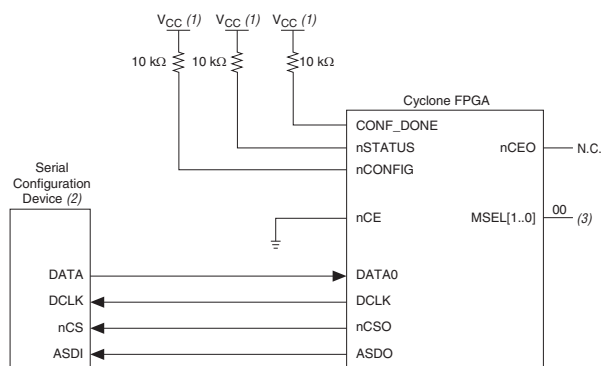 VCC (1) VCC (1) VCC (1)
10 kΩ 10 kΩ 10 kΩ
Cyclone FPGA
CONF_DONE
nSTATUS nCEO N.C.
nCONFIG
Serial
Configuration
Device (2)
nCE MSEL[1..0] 00 (3)
DATA DATA0
DCLK DCLK
nCS nCSO
ASDI ASDO